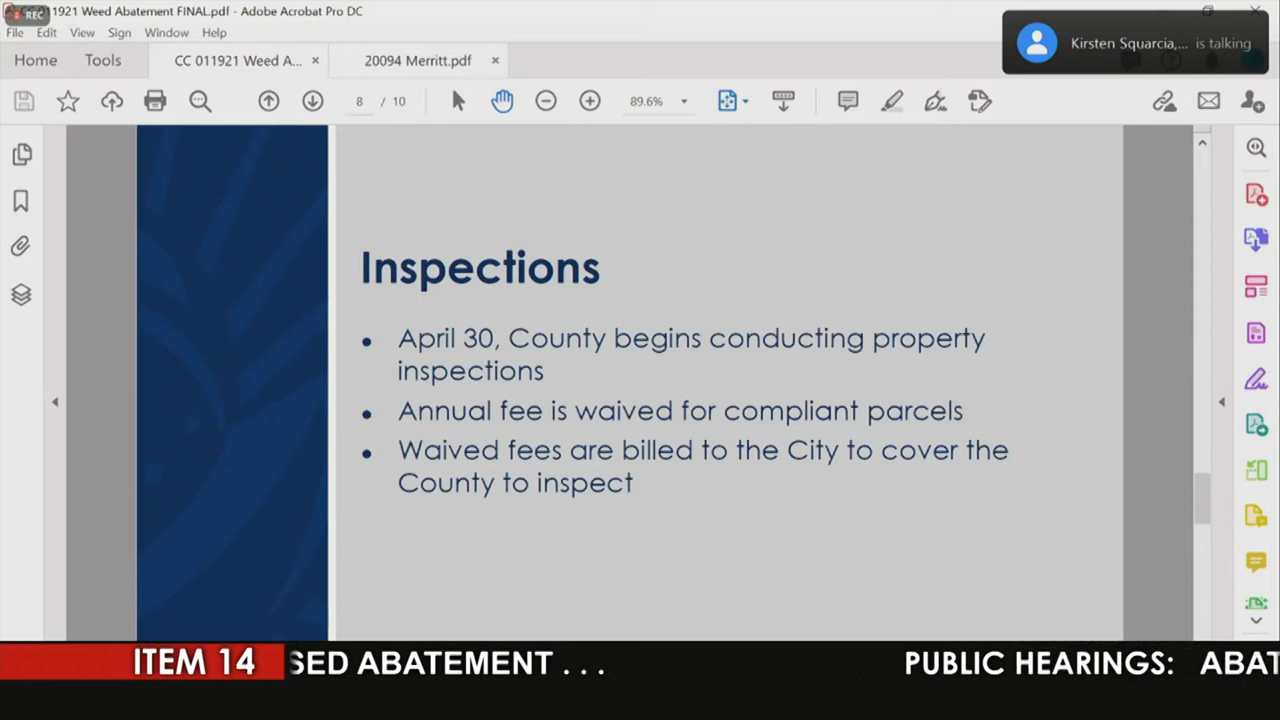 CC 011921 Weed Abatement FINAL.pdf - Adobe Acrobat Pro DC
REC
File Edit View Sign Window Help
Kirsten Squarcia,... is talking
Home Tools CC 011921 Weed A... × 20094 Merritt.pdf ×
8 / 10 89.6%
Inspections
• April 30, County begins conducting property
inspections
• Annual fee is waived for compliant parcels
• Waived fees are billed to the City to cover the
County to inspect
ITEM 14 SED ABATEMENT . . . PUBLIC HEARINGS: ABAT